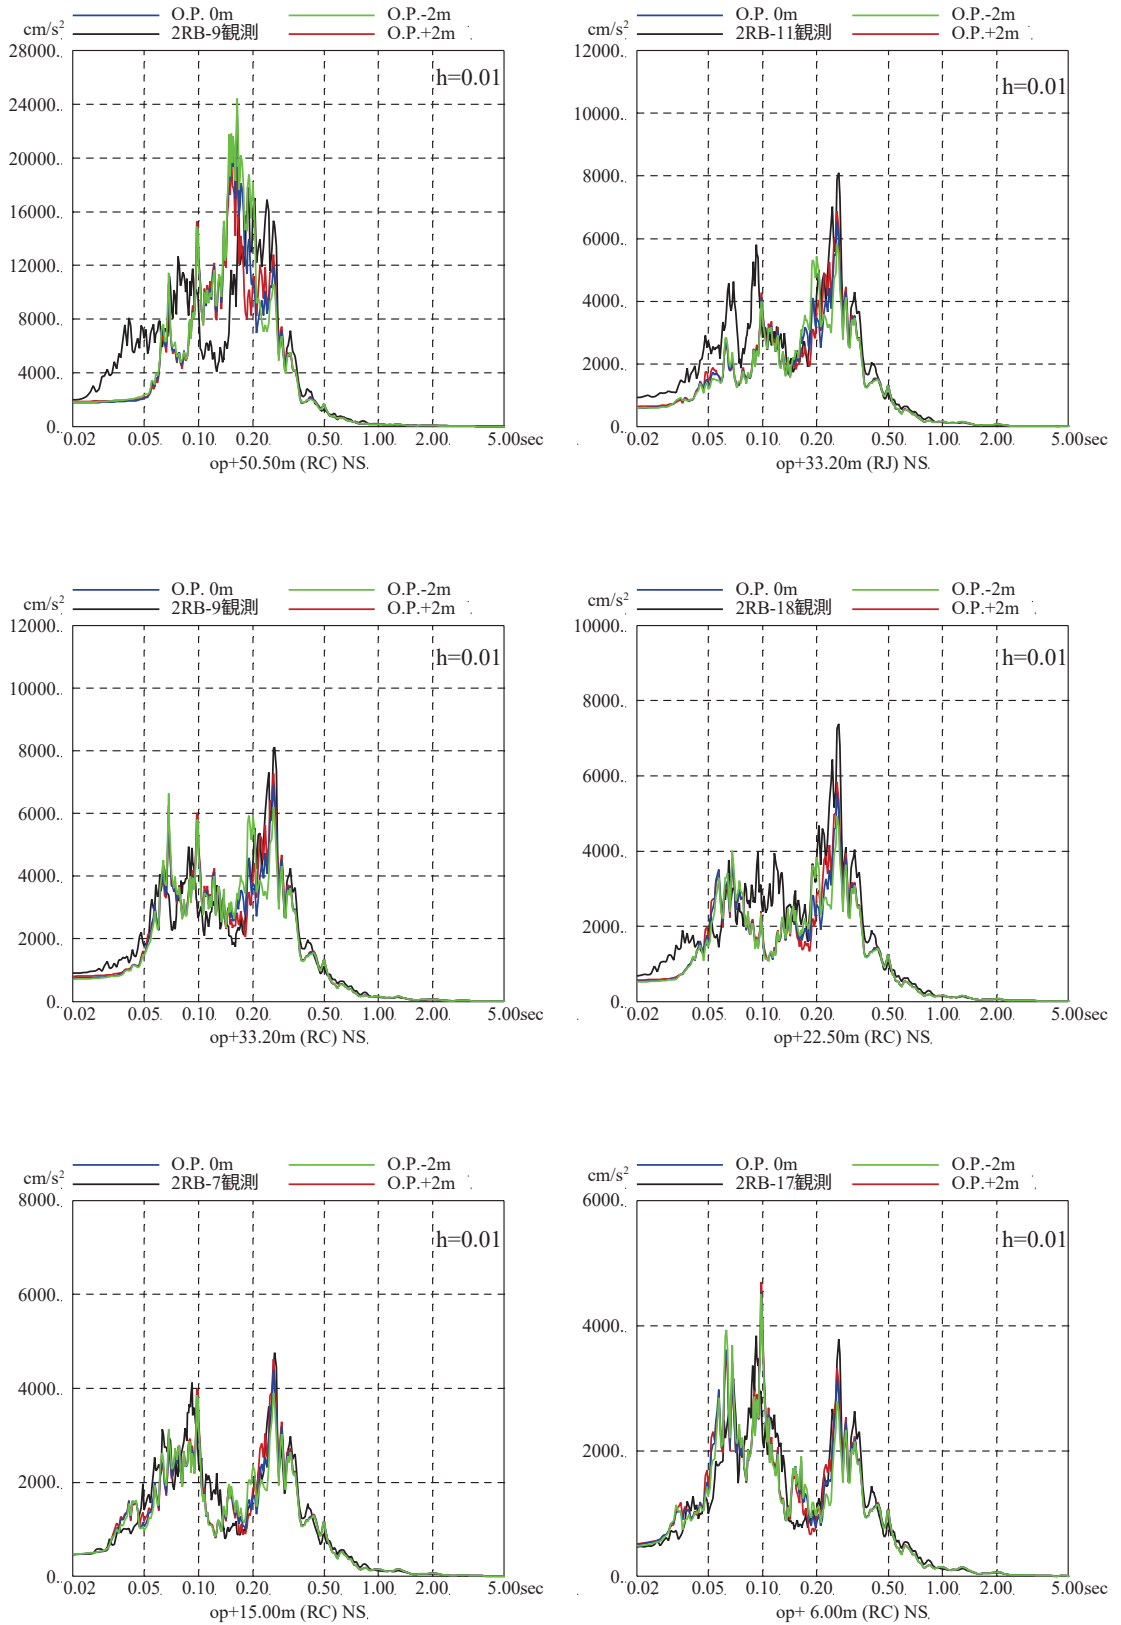 O.P. 0m
O.P.-2m
cm/s²
2RB-9観測
O.P.+2m
28000.
h=0.01
24000.
20000.
16000.
12000.
8000.
4000.
0.
0.02 0.05 0.10 0.20 0.50 1.00 2.00 5.00sec
op+50.50m (RC) NS
O.P. 0m
O.P.-2m
cm/s²
2RB-11観測
O.P.+2m
12000.
h=0.01
10000.
8000.
6000.
4000.
2000.
0.
0.02 0.05 0.10 0.20 0.50 1.00 2.00 5.00sec
op+33.20m (RJ) NS
O.P. 0m
O.P.-2m
cm/s²
2RB-9観測
O.P.+2m
12000.
h=0.01
10000.
8000.
6000.
4000.
2000.
0.
0.02 0.05 0.10 0.20 0.50 1.00 2.00 5.00sec
op+33.20m (RC) NS
O.P. 0m
O.P.-2m
cm/s²
2RB-18観測
O.P.+2m
10000.
h=0.01
8000.
6000.
4000.
2000.
0.
0.02 0.05 0.10 0.20 0.50 1.00 2.00 5.00sec
op+22.50m (RC) NS
O.P. 0m
O.P.-2m
cm/s²
2RB-7観測
O.P.+2m
8000.
h=0.01
6000.
4000.
2000.
0.
0.02 0.05 0.10 0.20 0.50 1.00 2.00 5.00sec
op+15.00m (RC) NS
O.P. 0m
O.P.-2m
cm/s²
2RB-17観測
O.P.+2m
6000.
h=0.01
4000.
2000.
0.
0.02 0.05 0.10 0.20 0.50 1.00 2.00 5.00sec
op+ 6.00m (RC) NS